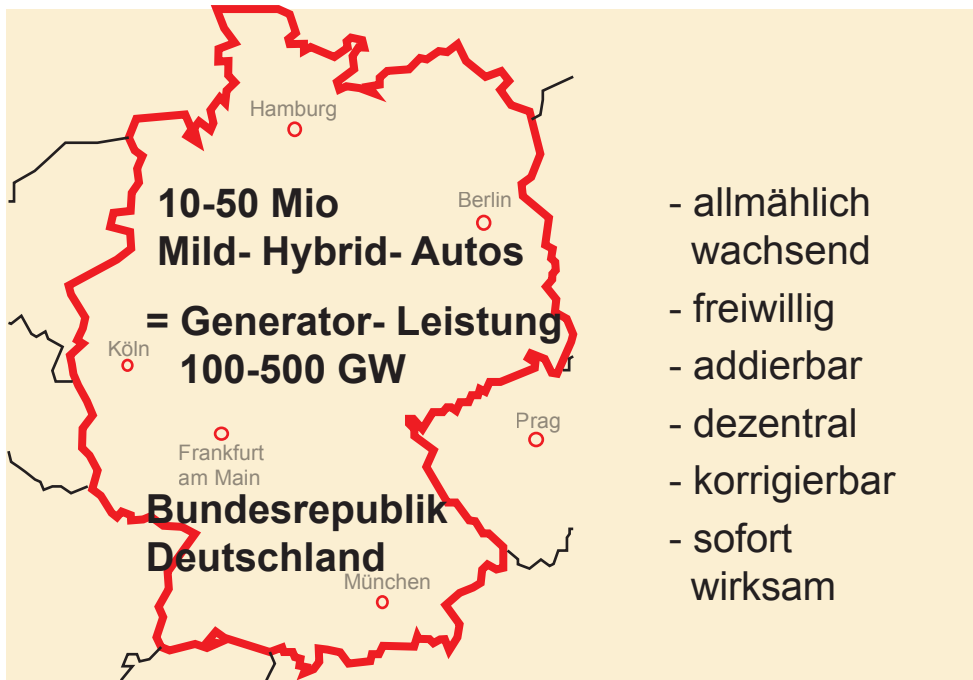 Hamburg
10-50 Mio
Berlin
Mild- Hybrid- Autos
= Generator- Leistung
Köln
100-500 GW
Prag
Frankfurt
am Main
Bundesrepublik
Deutschland
München
- allmählich
wachsend
- freiwillig
- addierbar
- dezentral
- korrigierbar
- sofort
wirksam